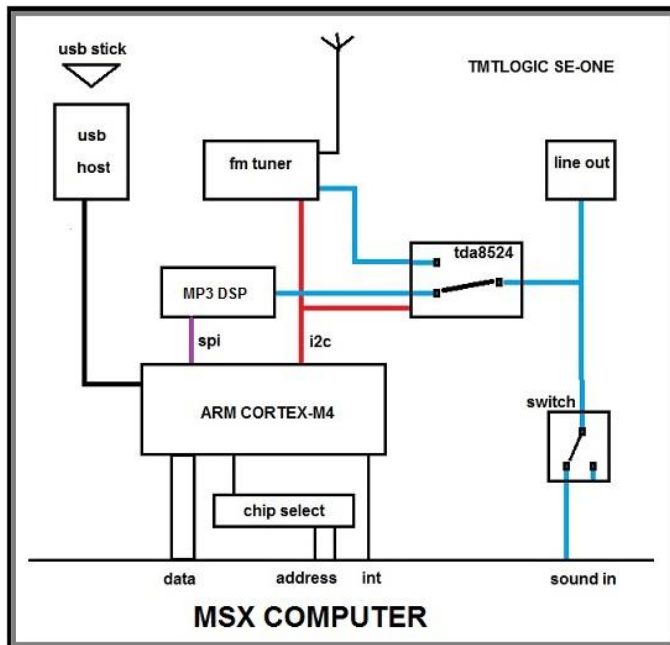 usb stick
TMTLOGIC SE-ONE
usb
host
fm tuner
line out
tda8524
MP3 DSP
spi
i2c
ARM CORTEX-M4
switch
chip select
data
address
int
sound in
MSX COMPUTER